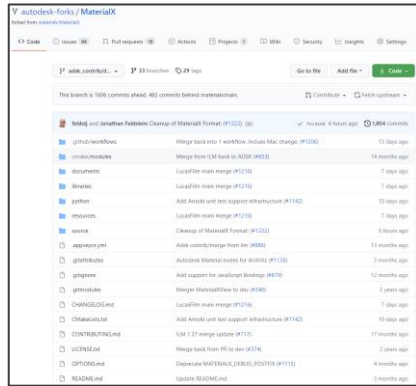 autodesk-forks / MaterialX
forked from materialx/MaterialX
Code Issues 84 Pull requests Actions Projects 1 Wiki Security Insights Settings
adsk_contrib/d... 33 branches 29 tags Go to file Add file Code
This branch is 1006 commits ahead, 482 commits behind materialx:main. Contribute Fetch upstream
feldstj and Jonathan Feldstein Cleanup of MaterialX Format: (#1222) ... 6 hours ago 1,804 commits
.github/workflows Merge back into 1 workflow. Inclues Mac change. (#1206) 13 days ago
cmake/modules Merge from ILM back to ADSK (#853) 14 months ago
documents LucasFilm main merge (#1216) 7 days ago
libraries LucasFilm main merge (#1216) 7 days ago
python Add Arnold unit test support infrastructure (#1142) 10 days ago
resources LucasFilm main merge (#1216) 7 days ago
source Cleanup of MaterialX Format: (#1222) 6 hours ago
.appveyor.yml Adsk contrib/merge from ilm (#886) 13 months ago
.gitattributes Autodesk Material nodes for ArchViz (#1138) 2 months ago
.gitignore Add support for JavaScript Bindings (#879) 12 months ago
.gitmodules Merger MaterialXView to dev (#340) 2 years ago
CHANGELOG.md LucasFilm main merge (#1216) 7 days ago
CMakeLists.txt Add Arnold unit test support infrastructure (#1142) 10 days ago
CONTRIBUTING.md ILM 1.37 merge update (#717) 17 months ago
LICENSE.txt Merge back from PR to dev (#374) 2 years ago
OPTIONS.md Deprecate MATERIALX_DEBUG_POSTFIX (#1115) 4 months ago
README.md Update README.md 3 months ago